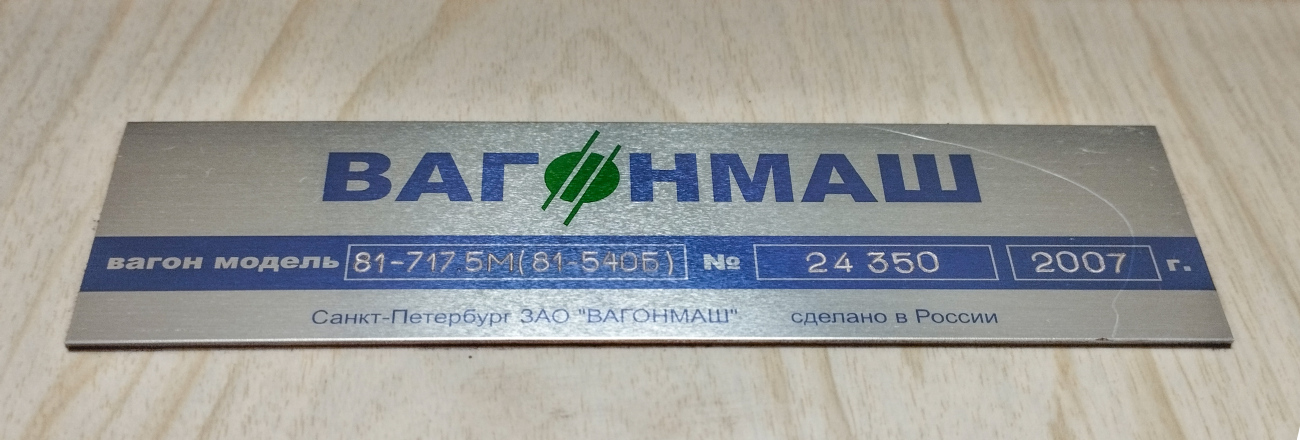 ВАГОНМАШ
вагон модель 81-717 5М(81-540Б) № 24 350 2007 г.
Санкт-Петербург ЗАО "ВАГОНМАШ" сделано в России